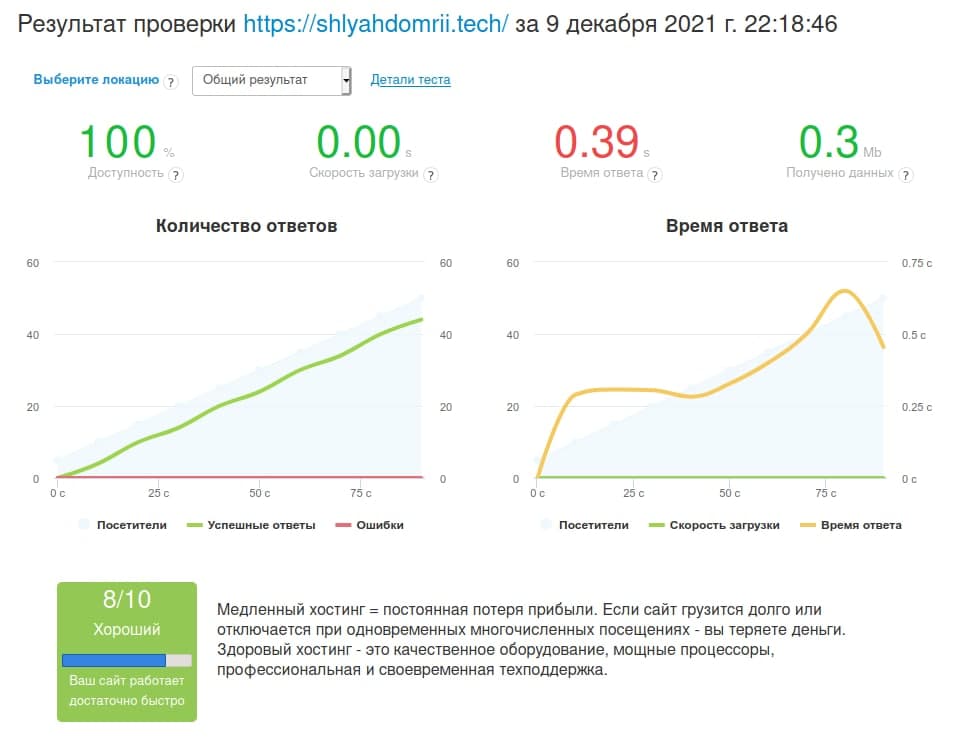 Результат проверки https://shlyahdomrii.tech/ за 9 декабря 2021 г. 22:18:46
Выберите локацию ? Общий результат Детали теста
100 % 0.00 s 0.39 s 0.3 Mb
Доступность ? Скорость загрузки ? Время ответа ? Получено данных ?
Количество ответов Время ответа
60 60 60 0.75 с
40 40 40 0.5 с
20 20 20 0.25 с
0 0 0 0 с
0 с 25 с 50 с 75 с 0 с 25 с 50 с 75 с
Посетители Успешные ответы Ошибки Посетители Скорость загрузки Время ответа
8/10
Хороший
Ваш сайт работает
достаточно быстро
Медленный хостинг = постоянная потеря прибыли. Если сайт грузится долго или
отключается при одновременных многочисленных посещениях - вы теряете деньги.
Здоровый хостинг - это качественное оборудование, мощные процессоры,
профессиональная и своевременная техподдержка.